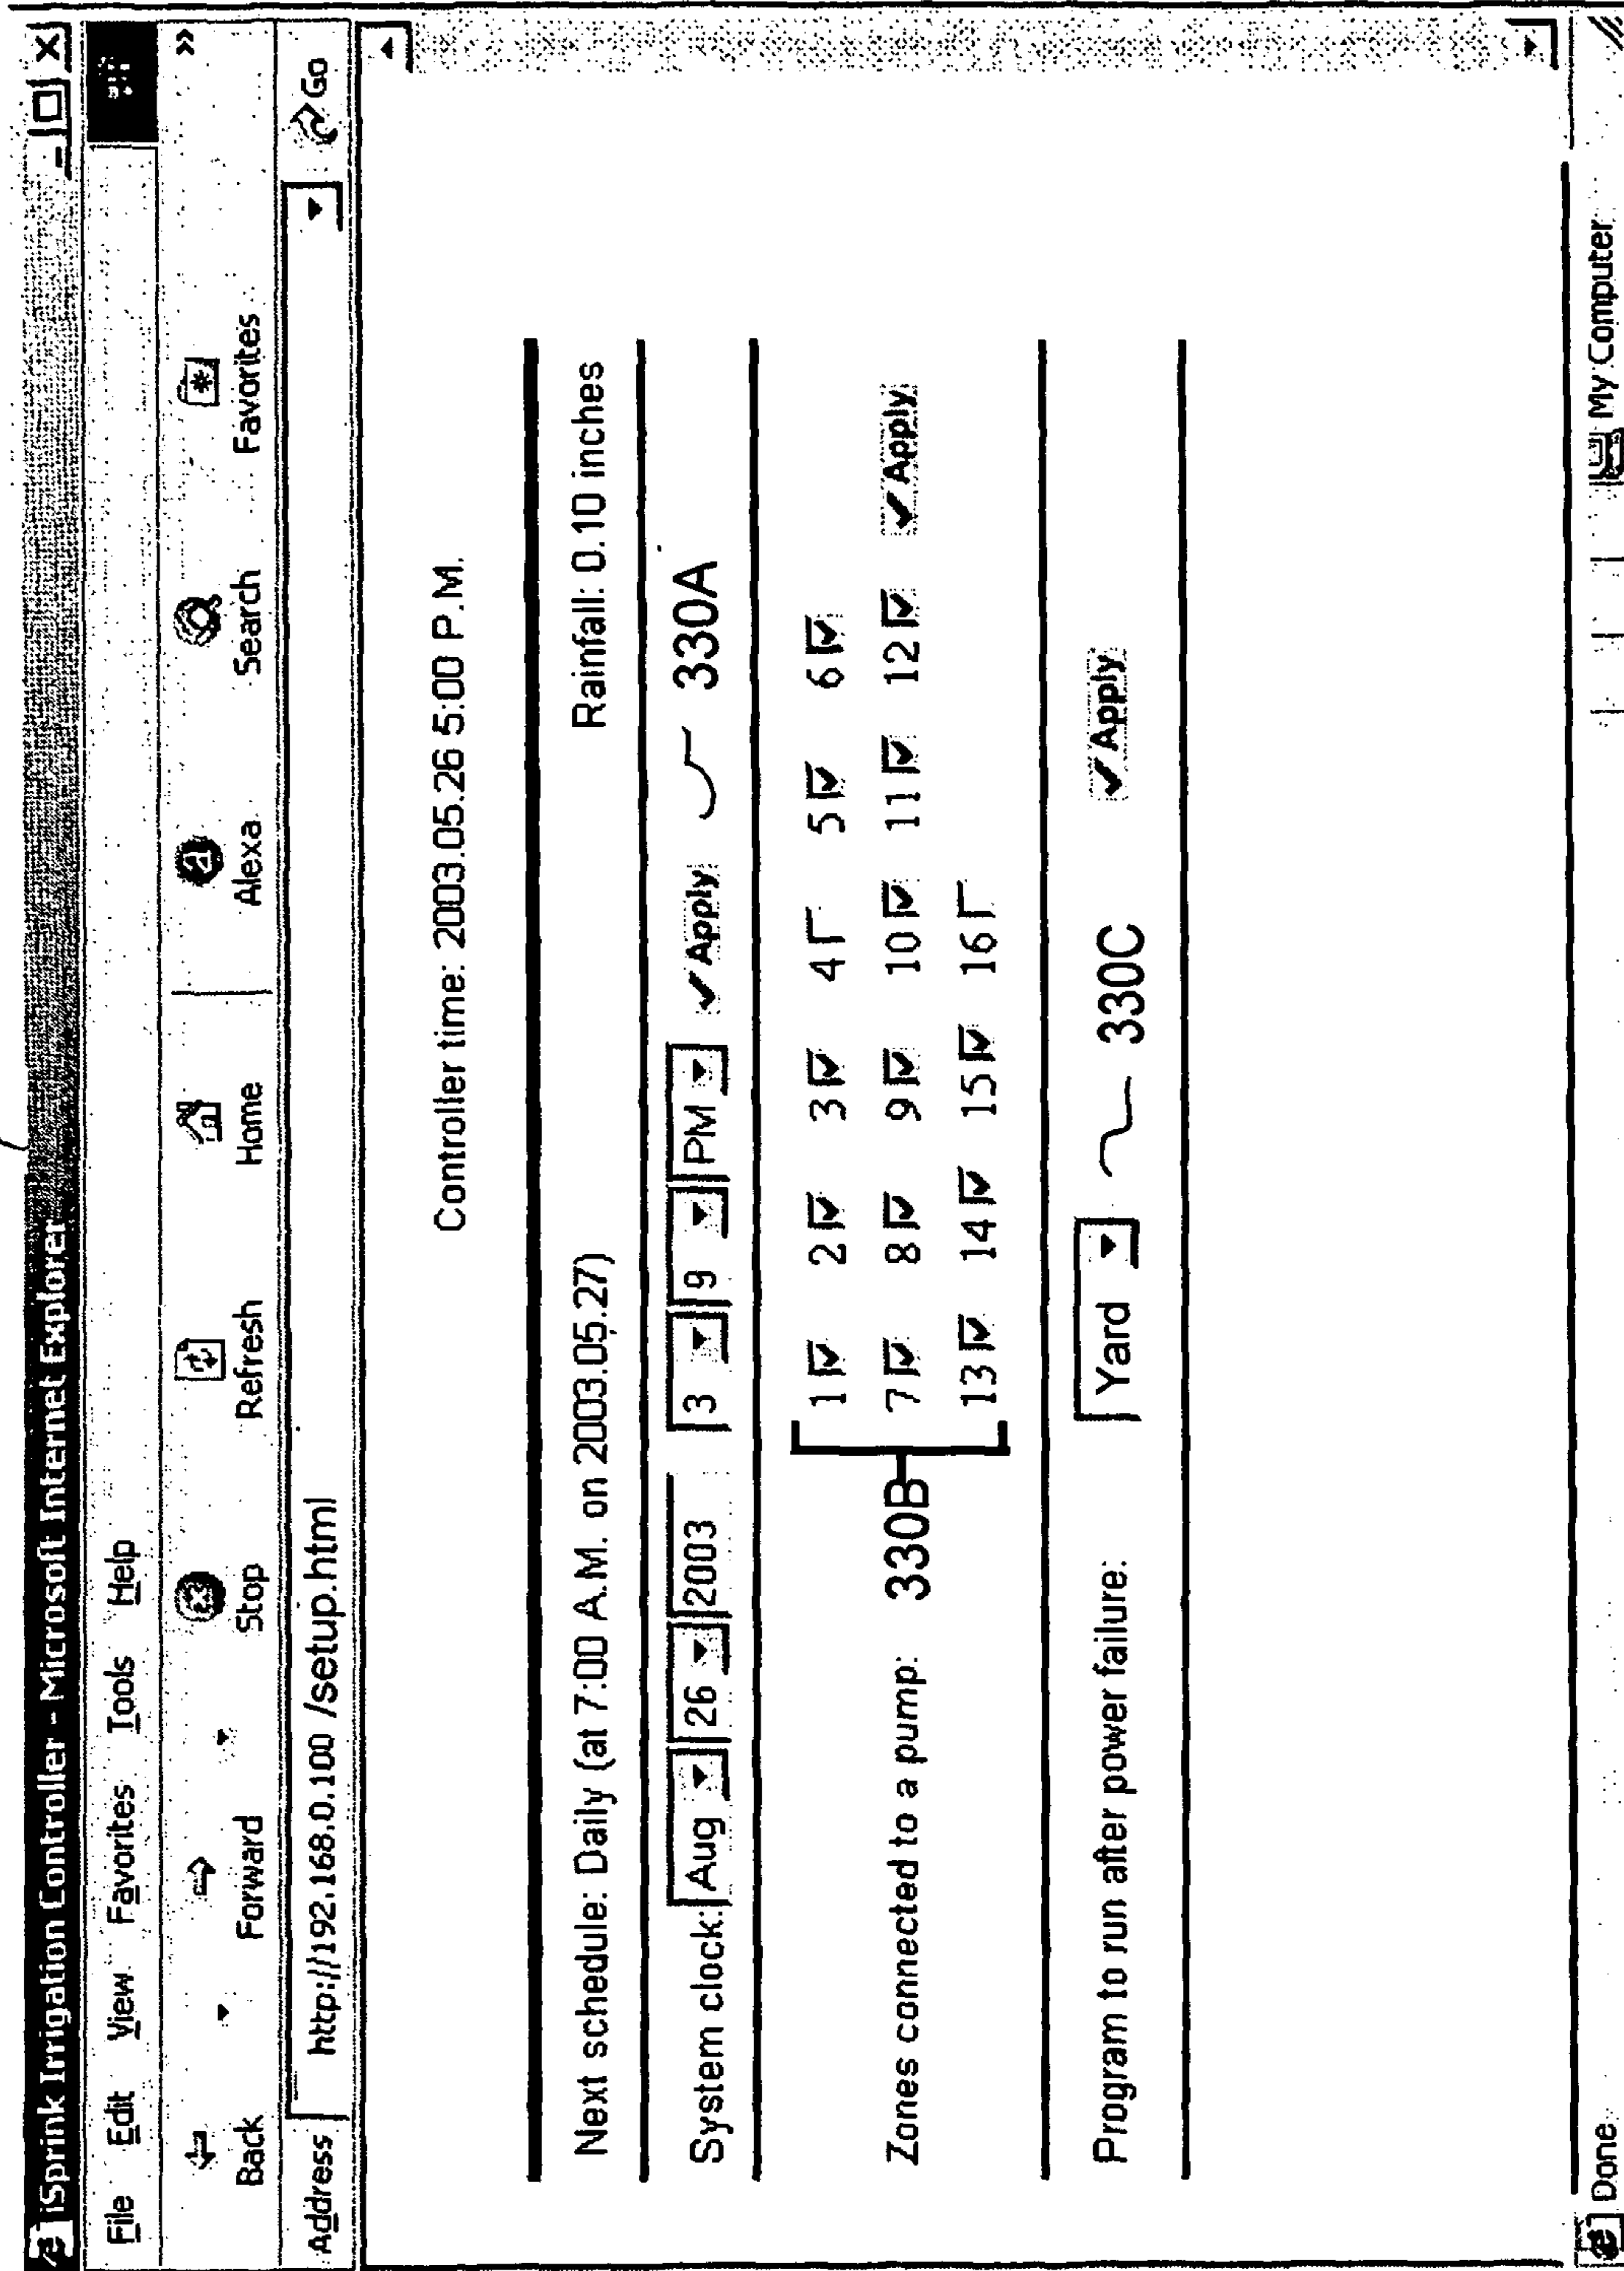 iSprink Irrigation Controller - Microsoft Internet Explorer
File Edit View Favorites Tools Help
Back Forward Stop Refresh Home Alexa Search Favorites »
Address http://192.168.0.100 /setup.html Go
Controller time: 2003.05.26 5:00 P.M.
Next schedule: Daily (at 7:00 A.M. on 2003.05.27) Rainfall: 0.10 inches
System clock: Aug 26 2003 3 9 PM Apply 330A
1 2 3 4 5 6
Zones connected to a pump: 330B 7 8 9 10 11 12 Apply
13 14 15 16
Program to run after power failure: Yard 330C Apply
Done My Computer